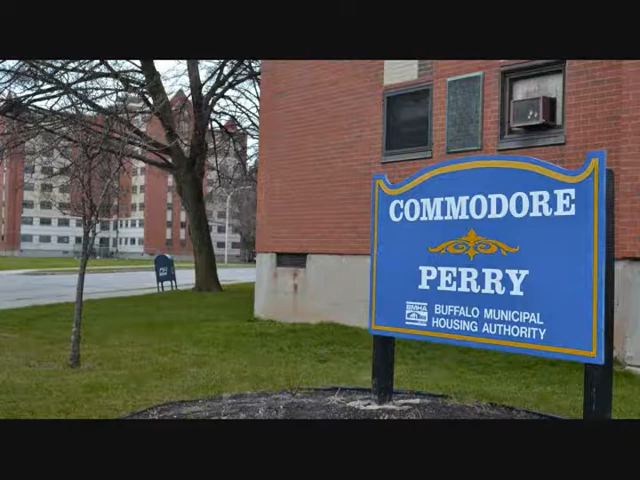 COMMODORE
PERRY
BMHA
BUFFALO MUNICIPAL
HOUSING AUTHORITY